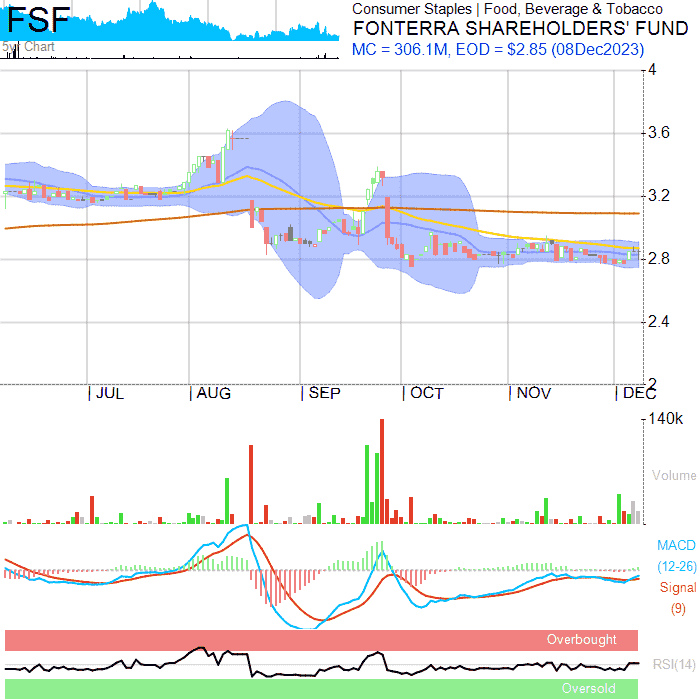 FSF
5yr Chart
Consumer Staples | Food, Beverage & Tobacco
FONTERRA SHAREHOLDERS' FUND
MC = 306.1M, EOD = $2.85 (08Dec2023)
4
3.6
3.2
2.8
2.4
2
JUL AUG SEP OCT NOV DEC
140k
Volume
MACD
(12-26)
Signal
(9)
Overbought
RSI(14)
Oversold